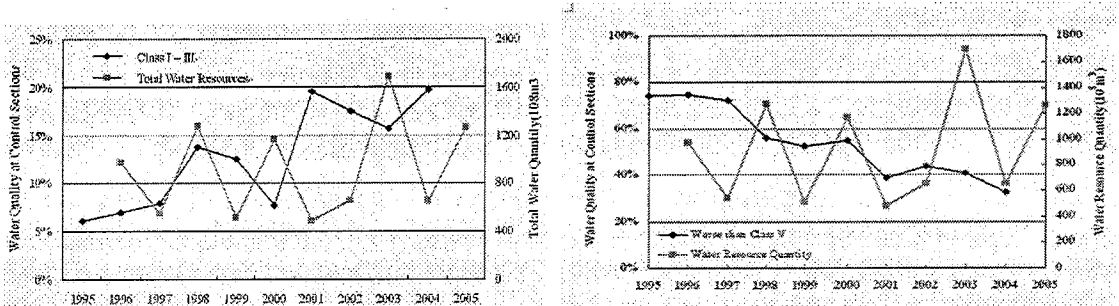 25%
20%
15%
10%
5%
0%
Water Quality at Control Sections
Class I – III
Total Water Resources
2000
1600
1200
800
400
0
Total Water Quantity(108m3)
1995 1996 1997 1998 1999 2000 2001 2002 2003 2004 2005
100%
80%
60%
40%
20%
0%
Water Quality at Control Sections
Worse than Class V
Water Resource Quantity
1800
1600
1400
1200
1000
800
600
400
200
0
Water Resource Quantity(10 m³)
1995 1996 1997 1998 1999 2000 2001 2002 2003 2004 2005